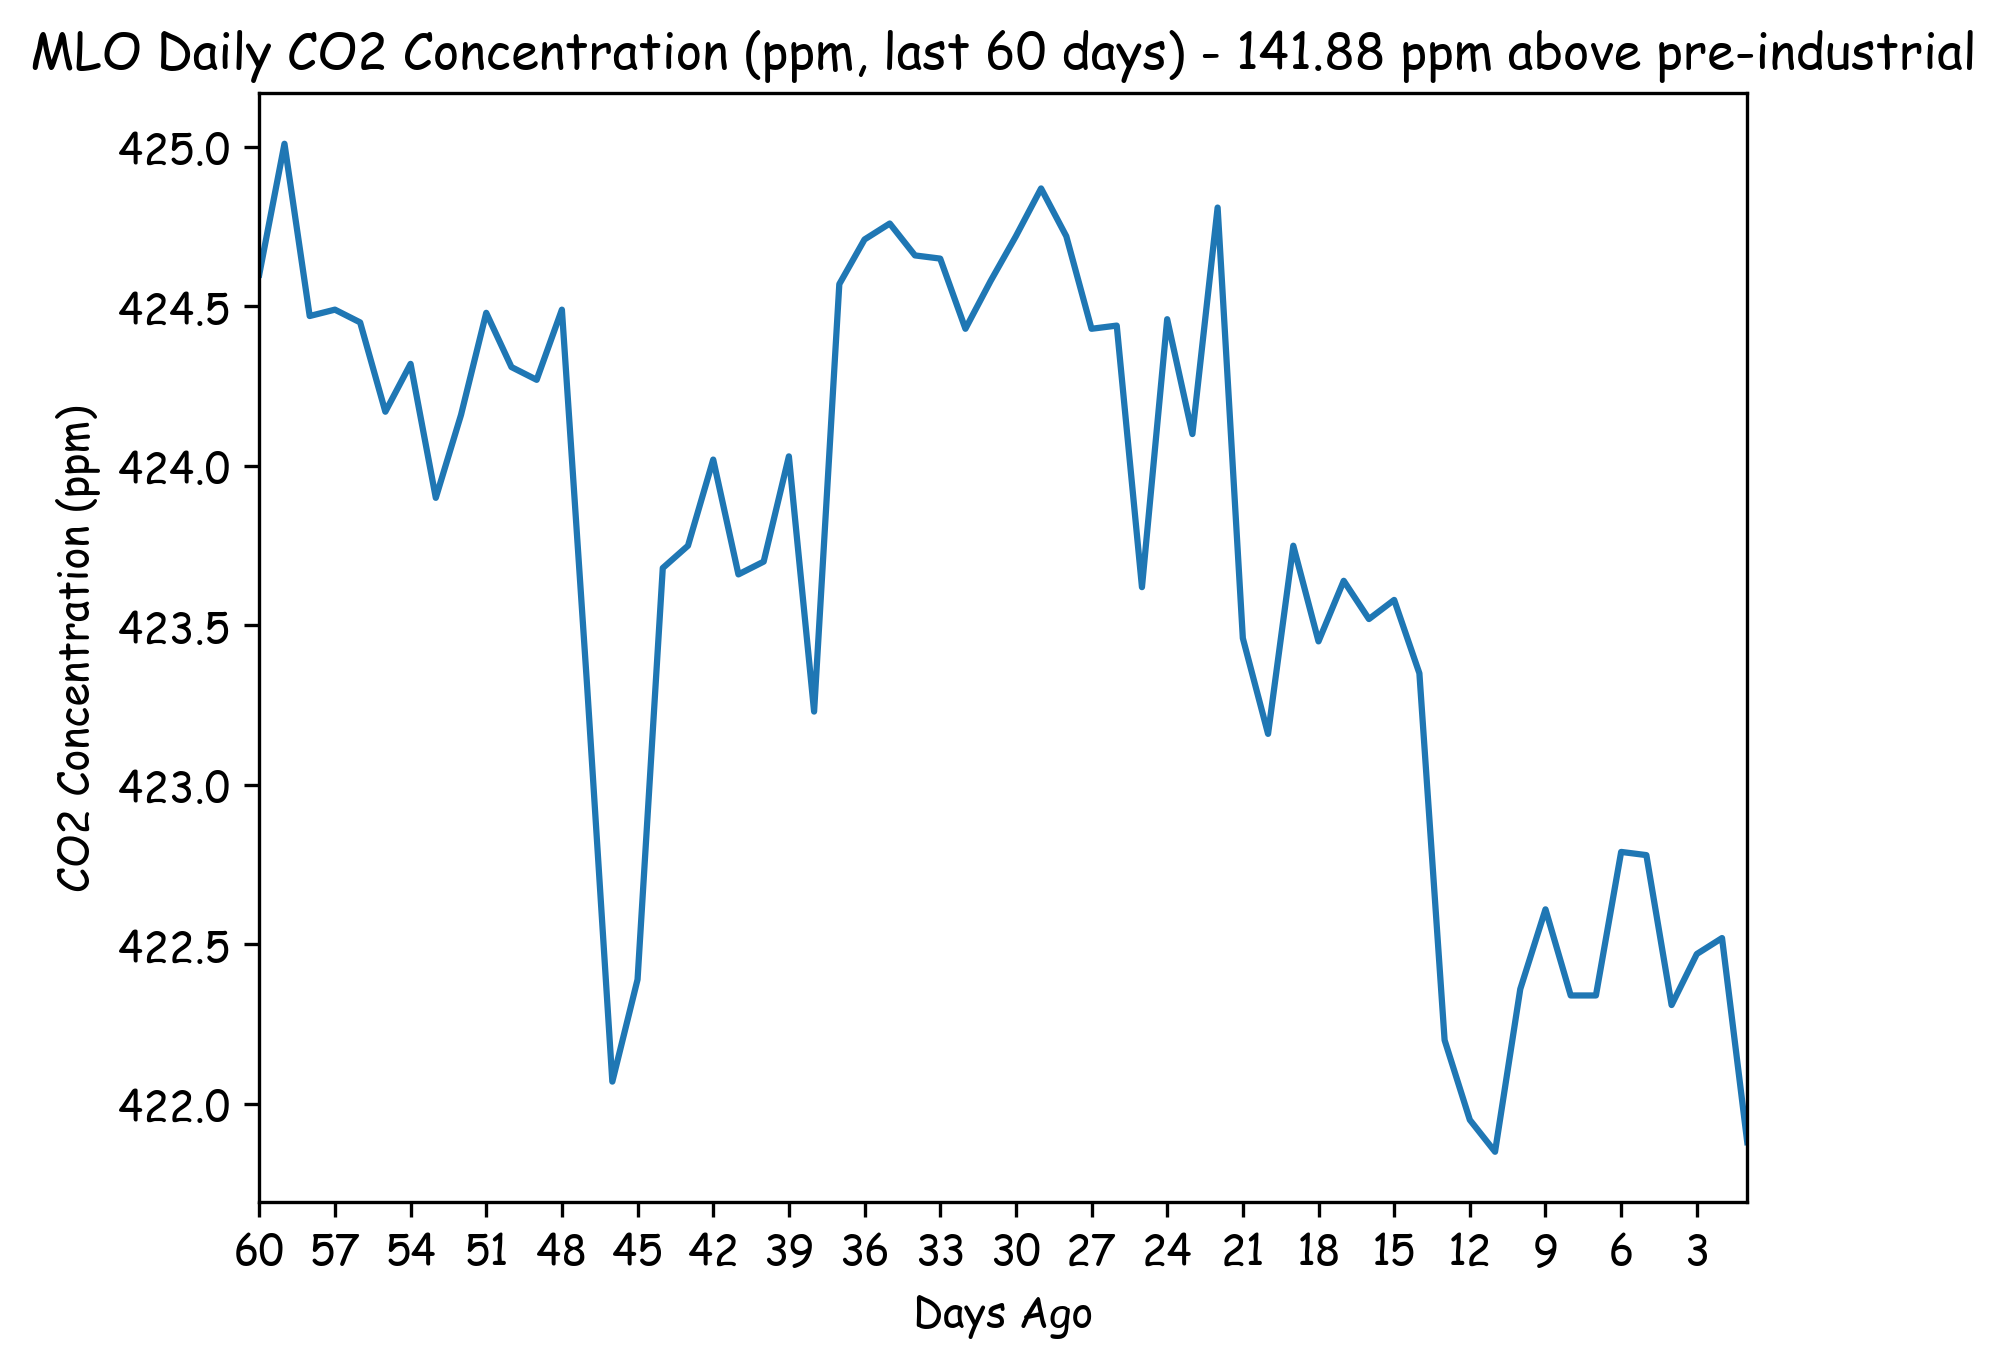 MLO Daily CO2 Concentration (ppm, last 60 days) - 141.88 ppm above pre-industrial
CO2 Concentration (ppm)
425.0
424.5
424.0
423.5
423.0
422.5
422.0
60 57 54 51 48 45 42 39 36 33 30 27 24 21 18 15 12 9 6 3
Days Ago